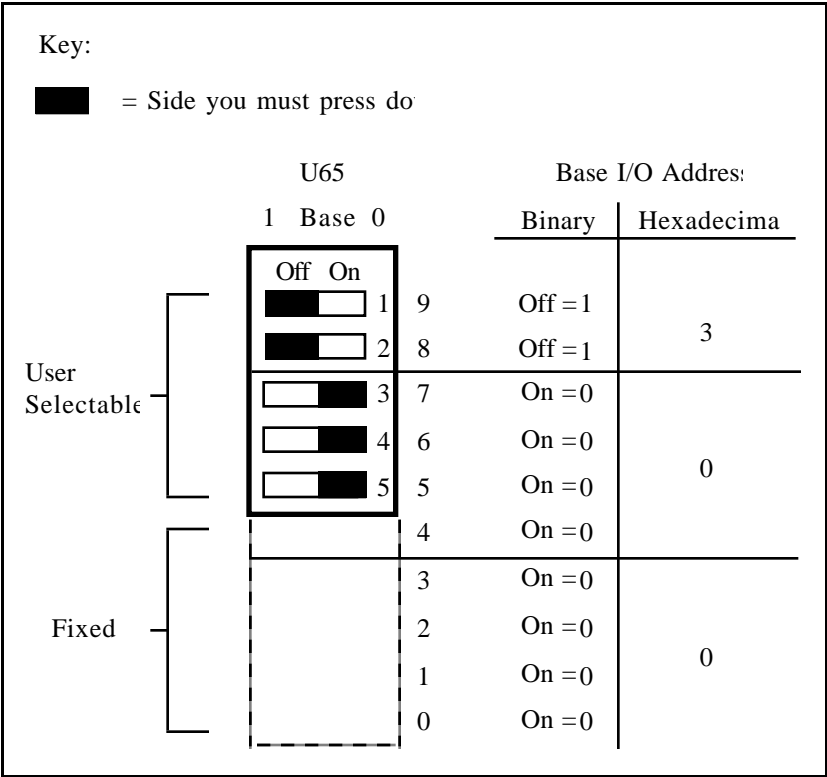 Key:
= Side you must press do
U65 Base I/O Address
1 Base 0 Binary Hexadecima
Off On
1 9 Off =1
2 8 Off =1
3
3 7 On =0
4 6 On =0
5 5 On =0
4 On =0
0
3 On =0
2 On =0
1 On =0
0 On =0
0
User
Selectable
Fixed